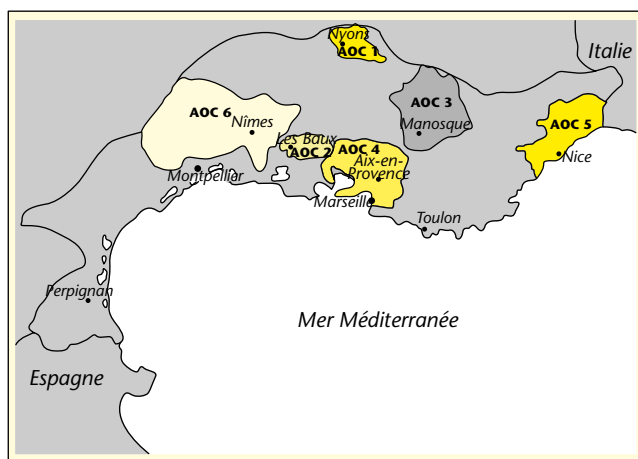 Nyons
AOC 1
Italie
AOC 3
AOC 6
Nîmes
Manosque
AOC 5
Les Baux
AOC 4
AOC 2
Aix-en-
Provence
Nice
Montpellier
Marseille
Toulon
Perpignan
Mer Méditerranée
Espagne